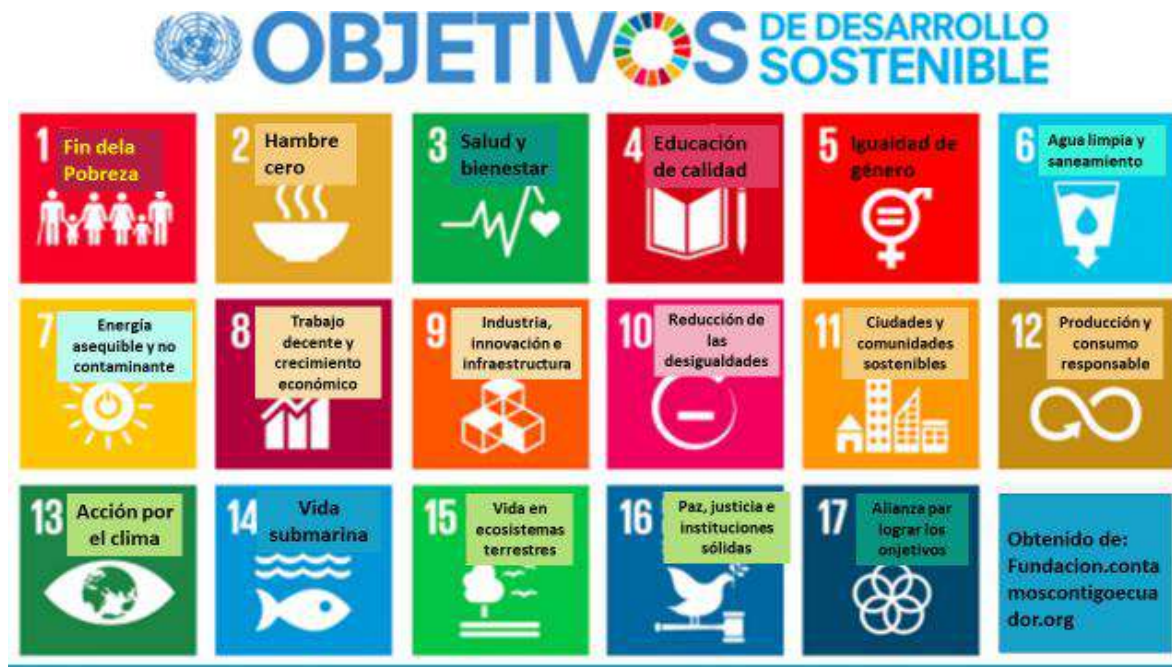 OBJETIVOS DE DESARROLLO
SOSTENIBLE
1 Fin dela
Pobreza
2 Hambre
cero
3 Salud y
bienestar
4 Educación
de calidad
5 Igualdad de
género
6 Agua limpia y
saneamiento
7 Energía
asequible y no
contaminante
8 Trabajo
decente y
crecimiento
económico
9 Industria,
innovación e
infraestructura
10 Reducción de
las
desigualdades
11 Ciudades y
comunidades
sostenibles
12 Producción y
consumo
responsable
13 Acción por
el clima
14 Vida
submarina
15 Vida en
ecosistemas
terrestres
16 Paz, justicia e
instituciones
sólidas
17 Alianza par
lograr los
onjetivos
Obtenido de:
Fundacion.conta
moscontigoecua
dor.org